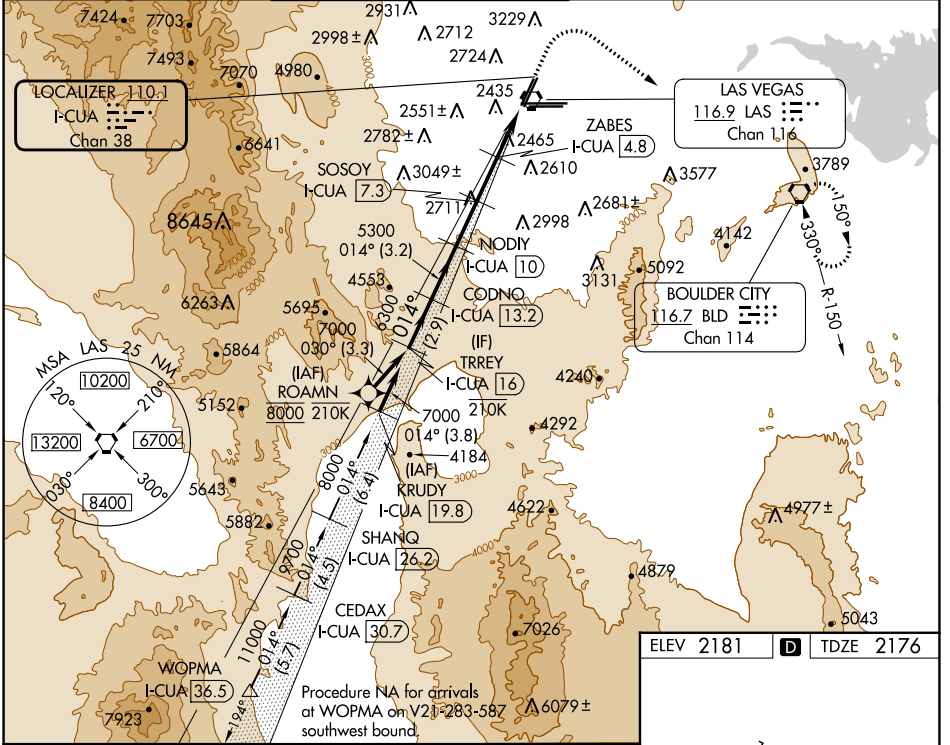 2931
7424
7703
3229
2998±
2712
7493
2724
7070
4980
LOCALIZER 110.1
I-CUA
Chan 38
2435
LAS VEGAS
116.9 LAS
Chan 116
2551±
2782±
2465
ZABES
I-CUA 4.8
6641
SOSOY
I-CUA 7.3
3049±
2610
3577
3789
2711
2681±
150°
8645
2998
330°
5300
014° (3.2)
NODIY
I-CUA 10
4142
4553
3131
5092
6263
5695
6300
014°
CODNO
I-CUA 13.2
BOULDER CITY
116.7 BLD
Chan 114
R-150
7000
030° (3.3)
(2.9)
(IF)
TRREY
I-CUA 16
210K
5864
(IAF)
ROAMN
8000 210K
4240
MSA LAS 25 NM
10200
120°
210°
13200
6700
030°
300°
8400
5152
7000
014° (3.8)
4292
4184
3000
(IAF)
KRUDY
I-CUA 19.8
8000
014°
(6.4)
5643
5882
4622
4977±
SHANQ
I-CUA 26.2
9700
014°
(4.5)
4000
4879
CEDAX
I-CUA 30.7
11000
014°
(5.7)
7026
5043
WOPMA
I-CUA 36.5
194°
7923
Procedure NA for arrivals
at WOPMA on V21-283-587
southwest bound.
6079±
ELEV 2181 D TDZE 2176